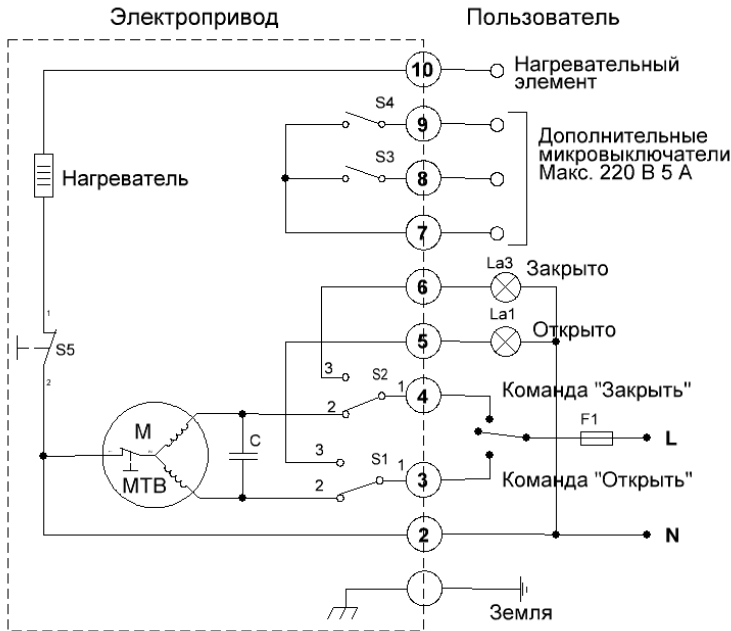 Электропривод
Пользователь
10
Нагревательный
элемент
S4
9
Дополнительные
микровыключатели
Макс. 220 В 5 А
S3
8
Нагреватель
7
6
La3
Закрыто
5
La1
Открыто
1
S5
2
3
S2
1
4
Команда "Закрыть"
2
M
C
F1
L
MTB
3
S1
1
3
Команда "Открыть"
2
2
N
Земля